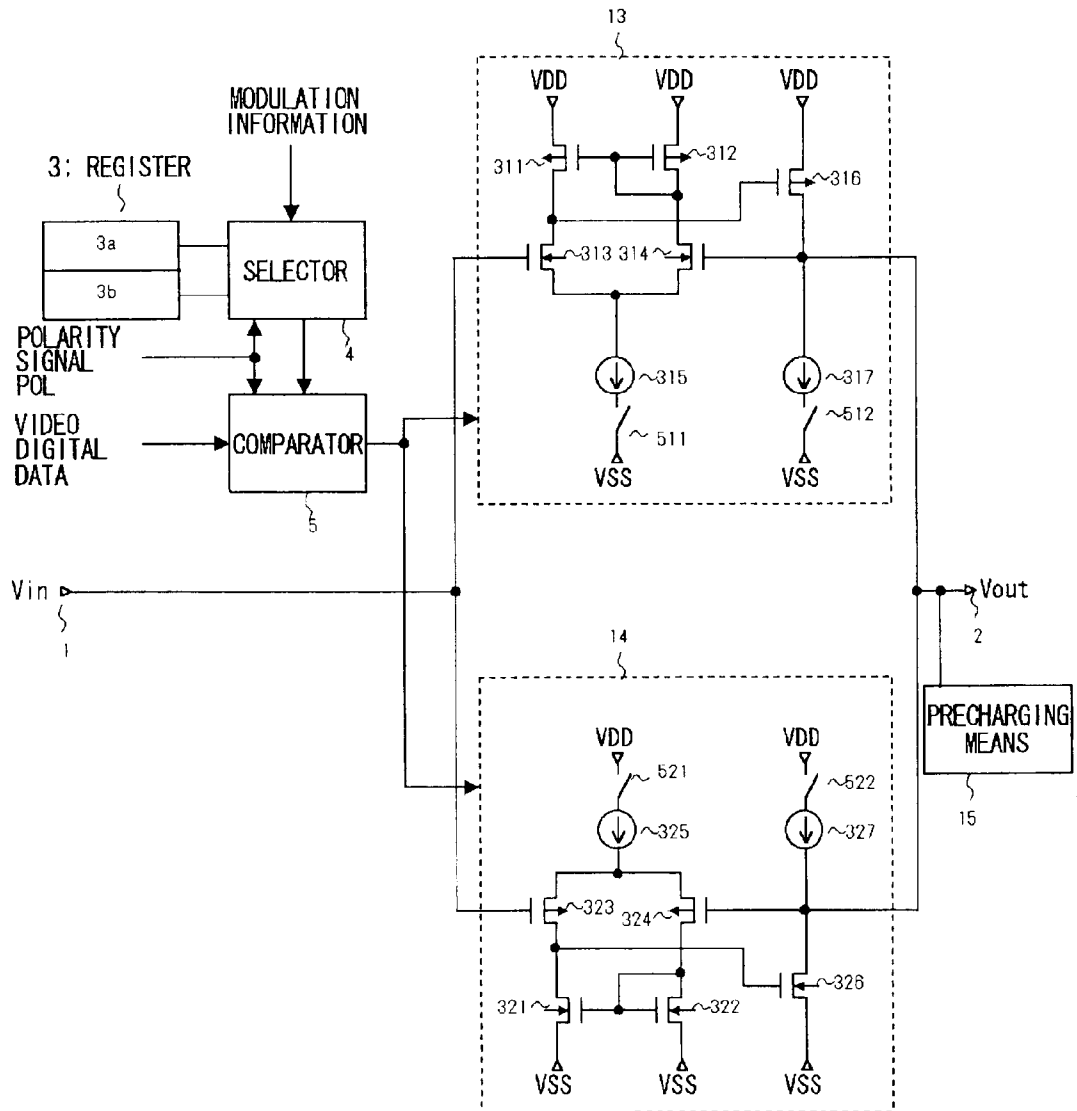 13
VDD VDD VDD
MODULATION
INFORMATION
3: REGISTER
311 312 316
3a
3b
SELECTOR
4
313 314
POLARITY
SIGNAL
POL
315 317
VIDEO
DIGITAL
DATA
COMPARATOR
5
511 512
VSS VSS
Vin
1
Vout
2
14
PRECHARGING
MEANS
15
VDD VDD
521 522
325 327
323 324
326
321 322
VSS VSS VSS